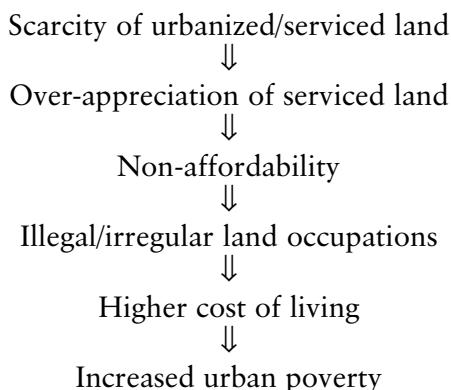 Scarcity of urbanized/serviced land
⇓
Over-appreciation of serviced land
⇓
Non-affordability
⇓
Illegal/irregular land occupations
⇓
Higher cost of living
⇓
Increased urban poverty